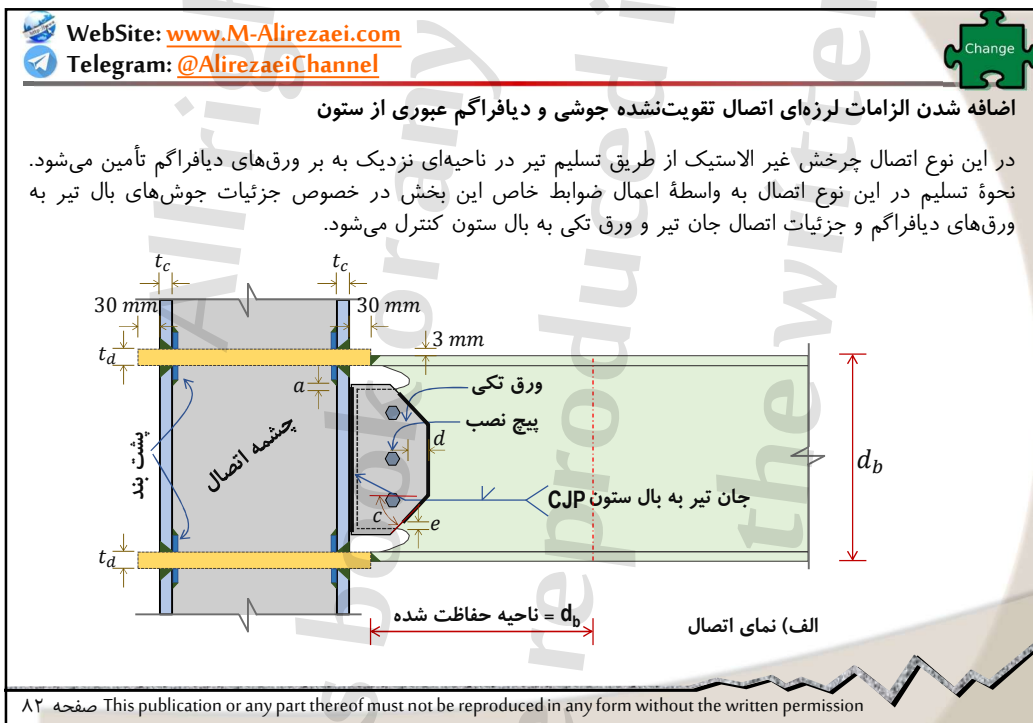 WebSite: www.M-Alirezaei.com
Telegram: @AlirezaeiChannel
Change
اضافه شدن الزامات لرزه‌ای اتصال تقویت‌نشده جوشی و دیافراگم عبوری از ستون
در این نوع اتصال چرخش غیر الاستیک از طریق تسلیم تیر در ناحیه‌ای نزدیک به بر ورق‌های دیافراگم تأمین می‌شود.
نحوهٔ تسلیم در این نوع اتصال به واسطهٔ اعمال ضوابط خاص این بخش در خصوص جزئیات جوش‌های بال تیر به
ورق‌های دیافراگم و جزئیات اتصال جان تیر و ورق تکی به بال ستون کنترل می‌شود.
t_c t_c
30 mm 30 mm
3 mm
t_d
a
ورق تکی
پیچ نصب
d
پشت بند
چشمه اتصال
d_b
جان تیر به بال ستون CJP
c
e
t_d
ناحیه حفاظت شده = d_b
الف) نمای اتصال
صفحه ۸۲ This publication or any part thereof must not be reproduced in any form without the written permission